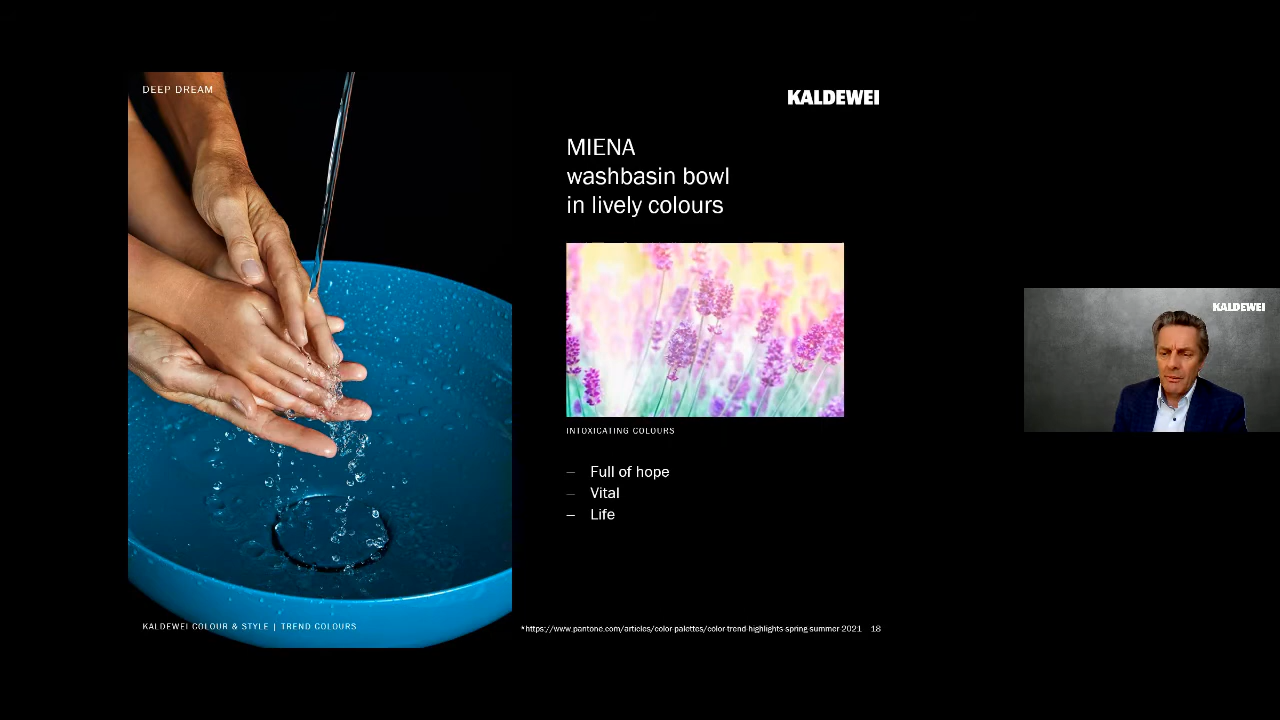 DEEP DREAM
KALDEWEI
MIENA
washbasin bowl
in lively colours
INTOXICATING COLOURS
– Full of hope
– Vital
– Life
KALDEWEI COLOUR & STYLE | TREND COLOURS
*https://www.pantone.com/articles/color-palettes/color-trend-highlights-spring-summer-2021 18
KALDEWEI